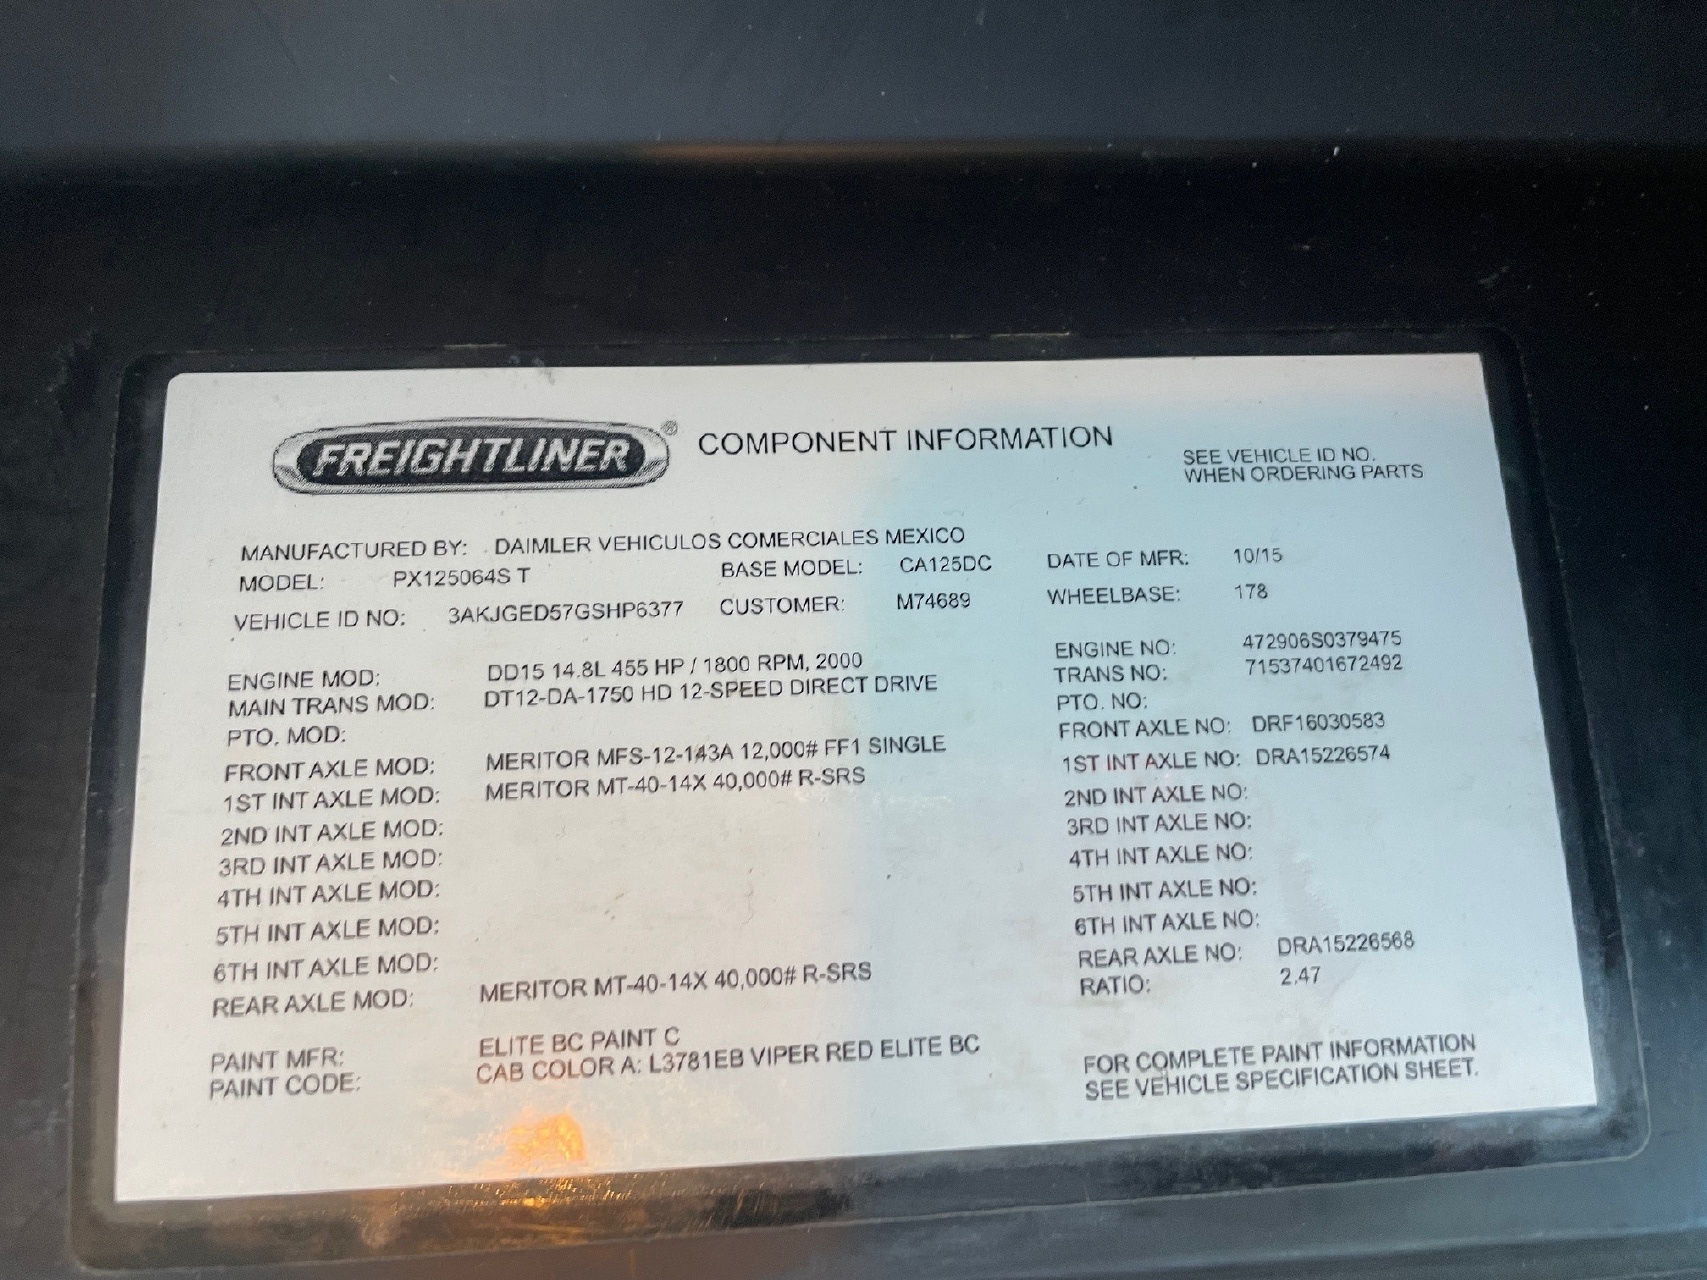 FREIGHTLINER® COMPONENT INFORMATION
SEE VEHICLE ID NO.
WHEN ORDERING PARTS
MANUFACTURED BY: DAIMLER VEHICULOS COMERCIALES MEXICO
MODEL: PX125064S T BASE MODEL: CA125DC DATE OF MFR: 10/15
VEHICLE ID NO: 3AKJGED57GSHP6377 CUSTOMER: M74689 WHEELBASE: 178
ENGINE MOD: DD15 14.8L 455 HP / 1800 RPM, 2000 ENGINE NO: 472906S0379475
MAIN TRANS MOD: DT12-DA-1750 HD 12-SPEED DIRECT DRIVE TRANS NO: 71537401672492
PTO. MOD: PTO. NO:
FRONT AXLE MOD: MERITOR MFS-12-143A 12,000# FF1 SINGLE FRONT AXLE NO: DRF16030583
1ST INT AXLE MOD: MERITOR MT-40-14X 40,000# R-SRS 1ST INT AXLE NO: DRA15226574
2ND INT AXLE MOD: 2ND INT AXLE NO:
3RD INT AXLE MOD: 3RD INT AXLE NO:
4TH INT AXLE MOD: 4TH INT AXLE NO:
5TH INT AXLE MOD: 5TH INT AXLE NO:
6TH INT AXLE MOD: 6TH INT AXLE NO:
REAR AXLE MOD: MERITOR MT-40-14X 40,000# R-SRS REAR AXLE NO: DRA15226568
RATIO: 2.47
PAINT MFR: ELITE BC PAINT C
PAINT CODE: CAB COLOR A: L3781EB VIPER RED ELITE BC
FOR COMPLETE PAINT INFORMATION
SEE VEHICLE SPECIFICATION SHEET.